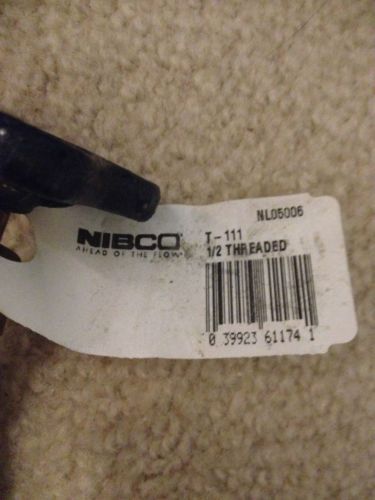 NL05006
NIBCO®
AHEAD OF THE FLOW®
T-111
1/2 THREADED
0 39923 61174 1